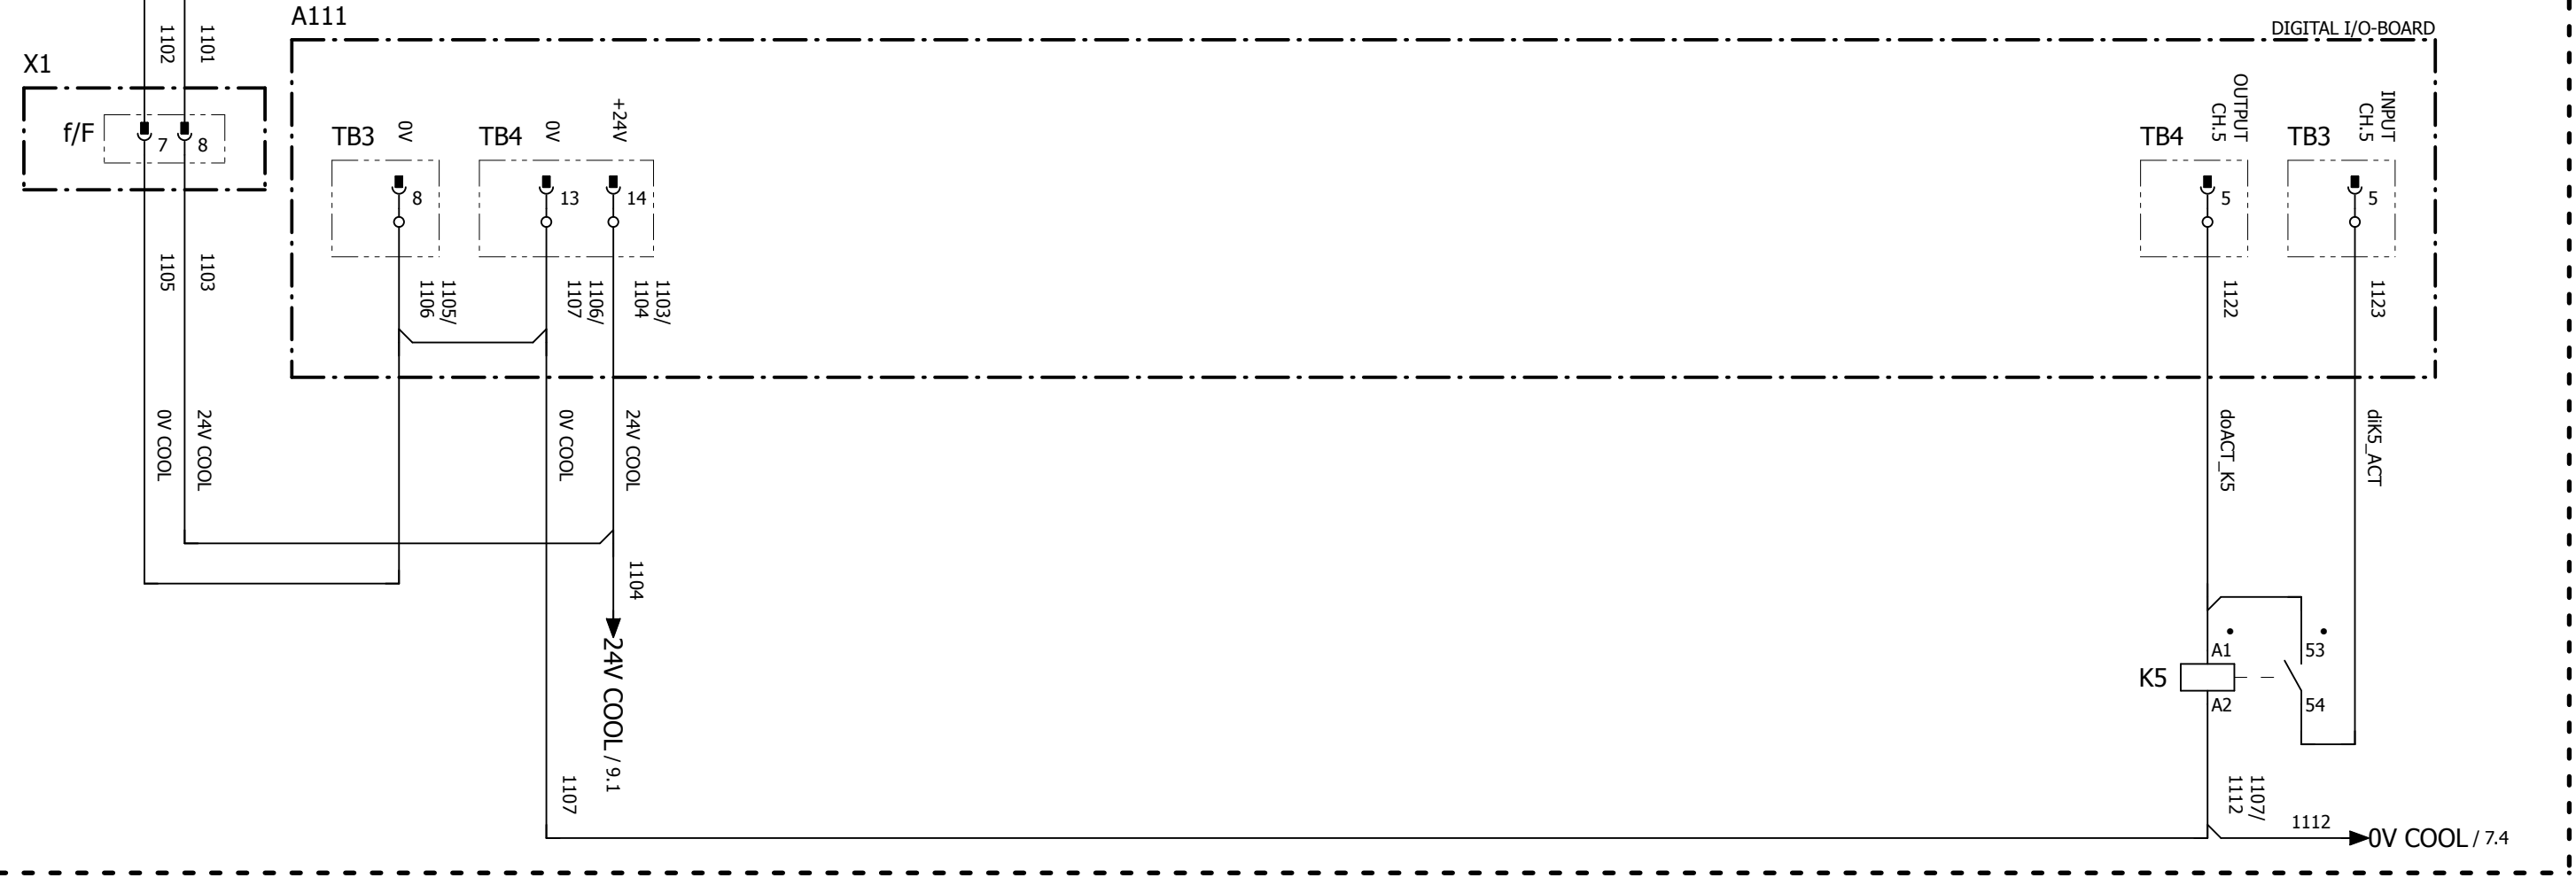 A111
DIGITAL I/O-BOARD
1102
1101
X1
f/F
7
8
TB3
0V
8
TB4
0V
+24V
13
14
TB4
OUTPUT
CH.5
5
TB3
INPUT
CH.5
5
1105
1103
1105/
1106
1106/
1107
1103/
1104
1122
1123
0V COOL
24V COOL
0V COOL
24V COOL
doACT_K5
diK5_ACT
1104
24V COOL / 9.1
K5
A1
A2
53
54
1107
1107/
1112
1112
0V COOL / 7.4